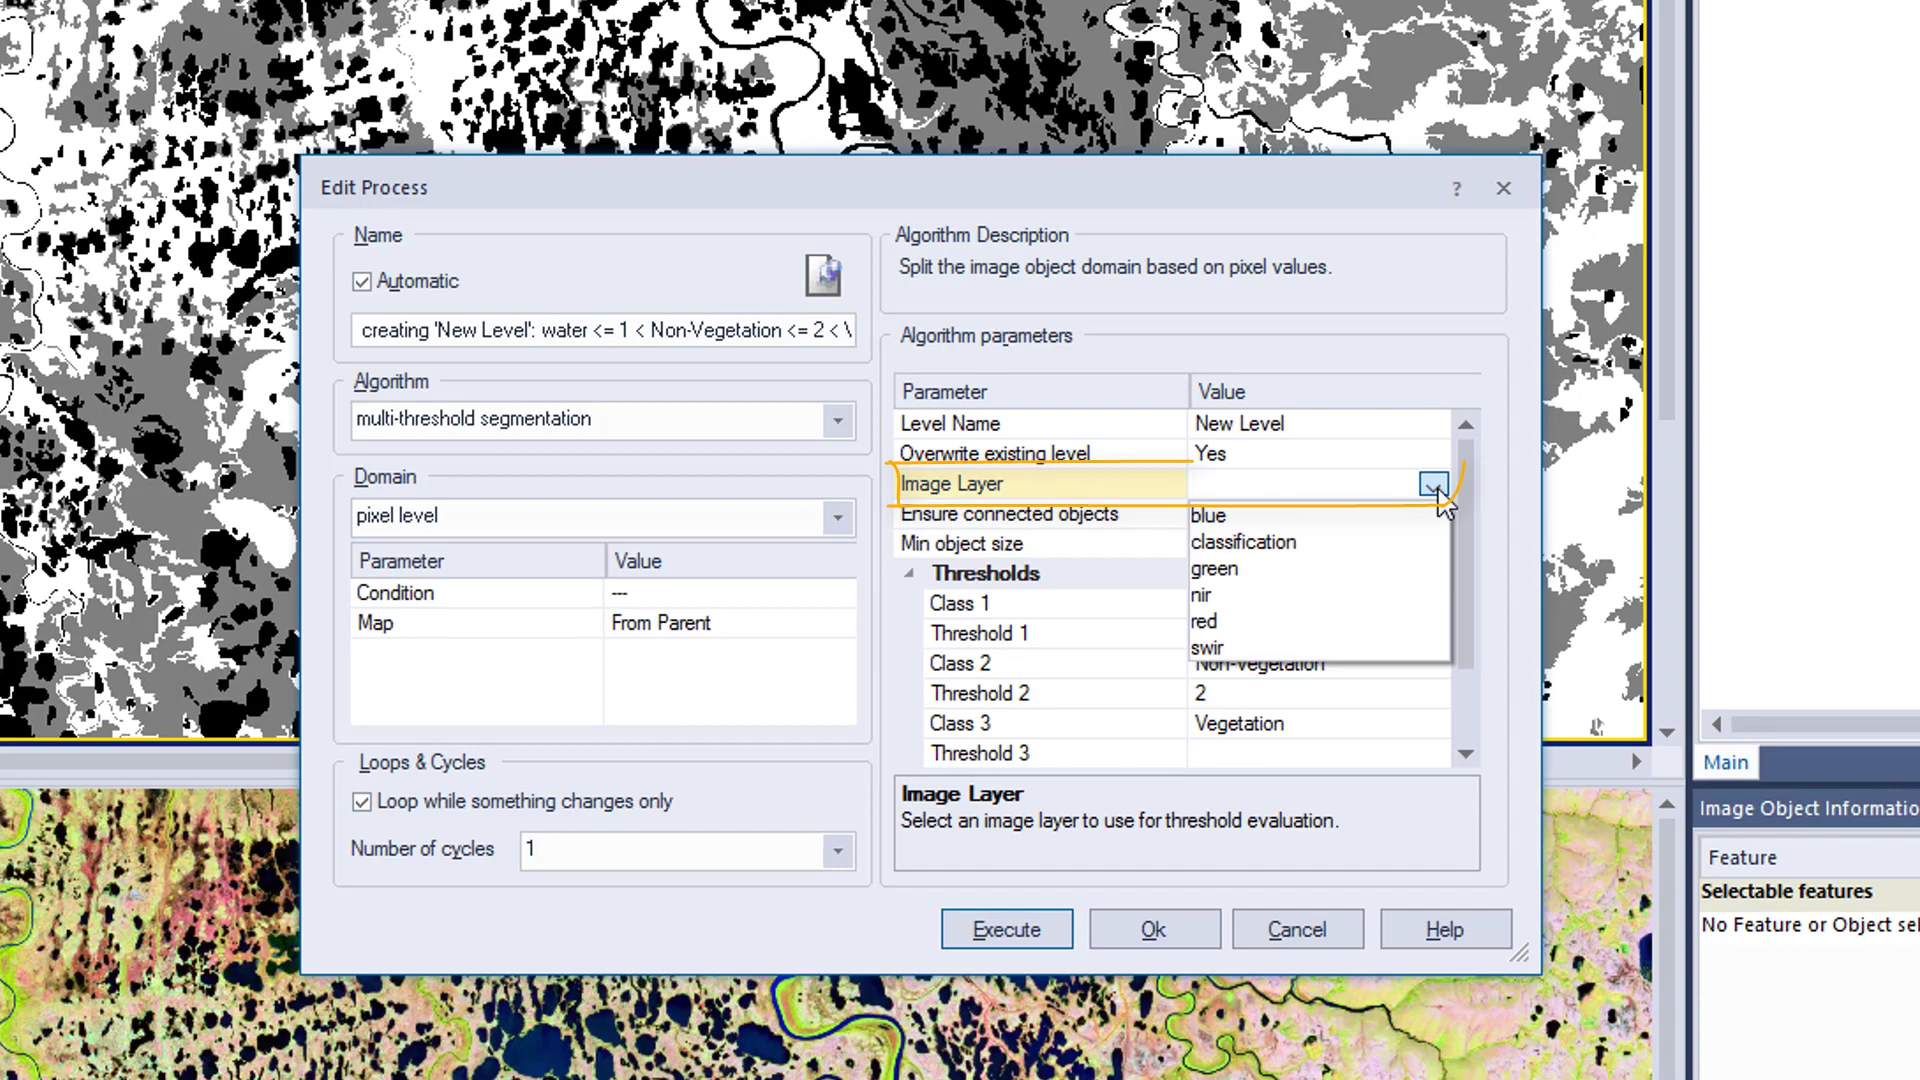 Edit Process
?
Name
Automatic
creating 'New Level': water <= 1 < Non-Vegetation <= 2 < \
Algorithm
multi-threshold segmentation
Domain
pixel level
Parameter Value
Condition ---
Map From Parent
Loops & Cycles
Loop while something changes only
Number of cycles 1
Algorithm Description
Split the image object domain based on pixel values.
Algorithm parameters
Parameter Value
Level Name New Level
Overwrite existing level Yes
Image Layer
Ensure connected objects
Min object size
Thresholds
Class 1
Threshold 1
Class 2 Non-Vegetation
Threshold 2 2
Class 3 Vegetation
Threshold 3
blue
classification
green
nir
red
swir
Image Layer
Select an image layer to use for threshold evaluation.
Execute
Ok
Cancel
Help
Main
Image Object Informatio
Feature
Selectable features
No Feature or Object sel